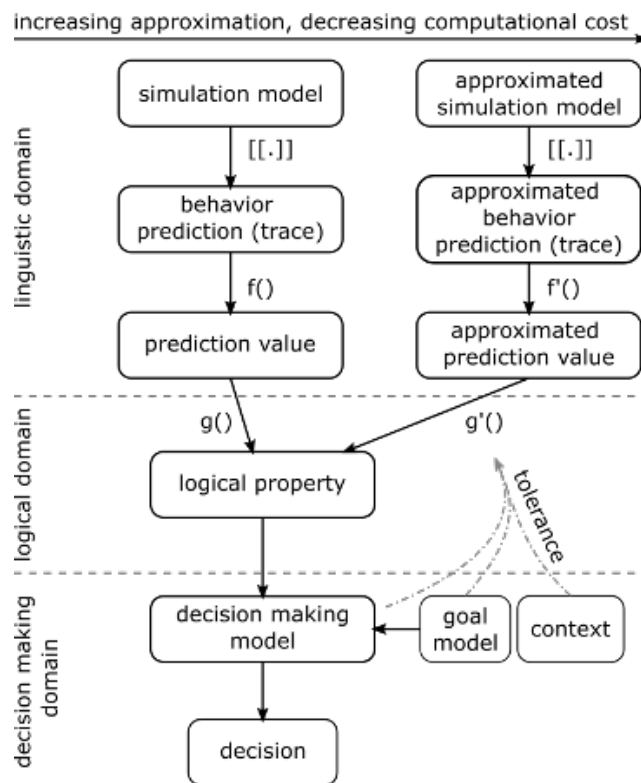 increasing approximation, decreasing computational cost
linguistic domain
simulation model
approximated
simulation model
[[.]]
[[.]]
behavior
prediction (trace)
approximated
behavior
prediction (trace)
f()
f'()
prediction value
approximated
prediction value
g()
g'()
logical domain
logical property
tolerance
decision making
domain
decision making
model
goal
model
context
decision